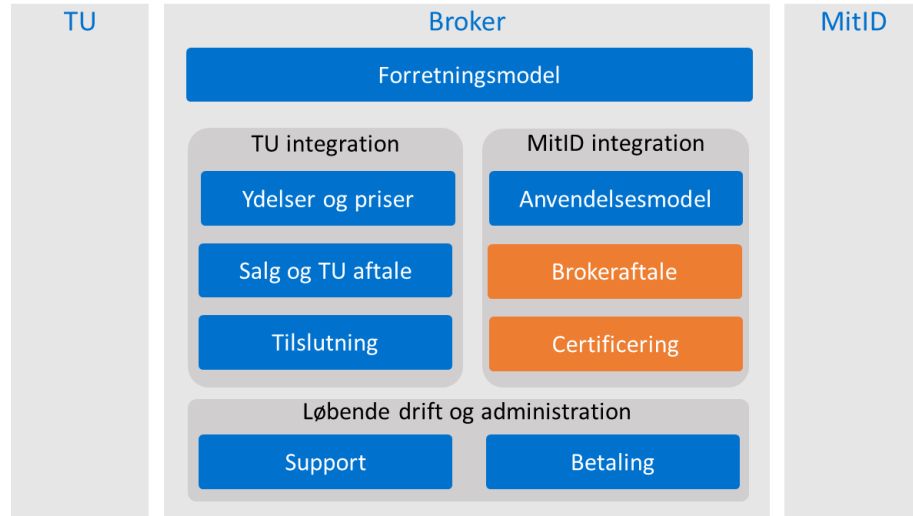 TU
Broker
MitID
Forretningsmodel
TU integration
MitID integration
Ydelser og priser
Anvendelsesmodel
Salg og TU aftale
Brokeraftale
Tilslutning
Certificering
Løbende drift og administration
Support
Betaling